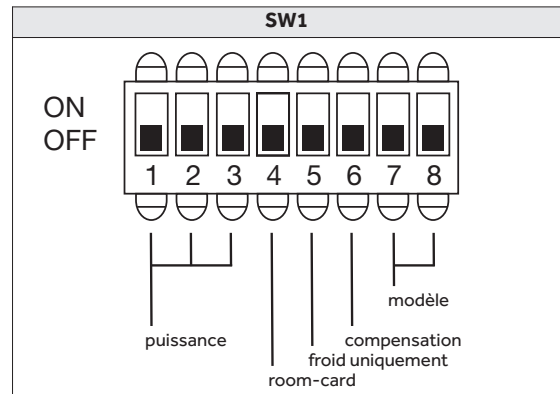 SW1
ON
OFF
1 2 3 4 5 6 7 8
modèle
puissance
compensation
froid uniquement
room-card